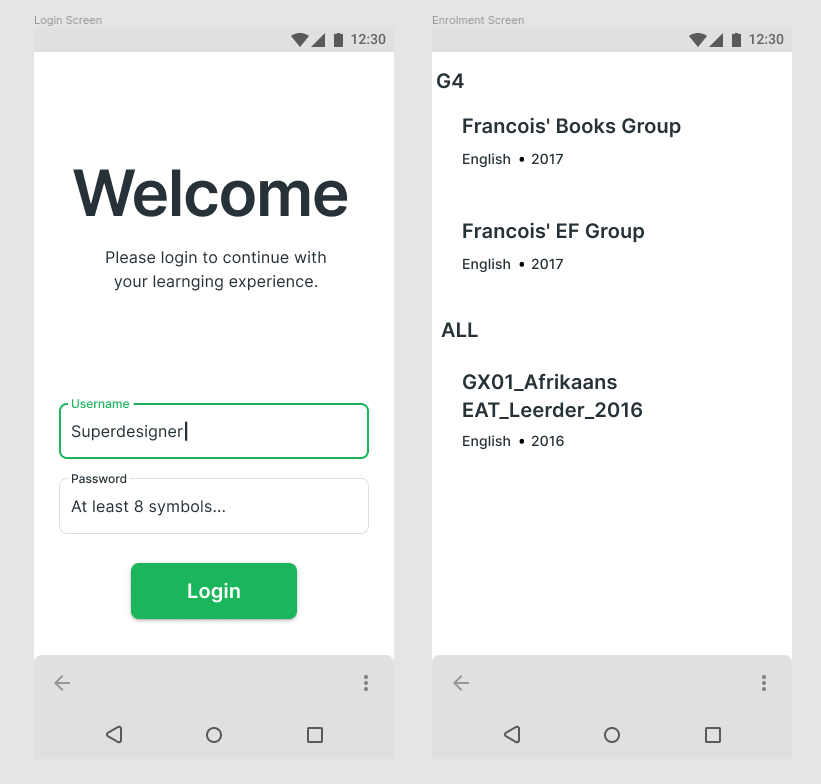 Login Screen
12:30
Welcome
Please login to continue with
your learnging experience.
Username
Superdesigner
Password
At least 8 symbols...
Login
Enrolment Screen
12:30
G4
Francois' Books Group
English • 2017
Francois' EF Group
English • 2017
ALL
GX01_Afrikaans
EAT_Leerder_2016
English • 2016